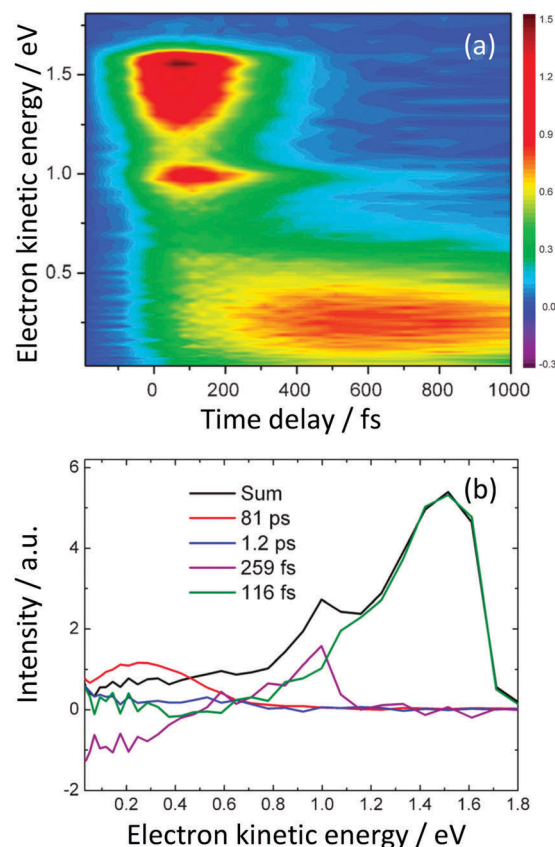 (a)
Electron kinetic energy / eV
1.5
1.0
0.5
0
200
400
600
800
1000
Time delay / fs
1.5
1.2
0.9
0.6
0.3
0.0
-0.3
(b)
Intensity / a.u.
6
4
2
0
-2
Sum
81 ps
1.2 ps
259 fs
116 fs
0.2
0.4
0.6
0.8
1.0
1.2
1.4
1.6
1.8
Electron kinetic energy / eV